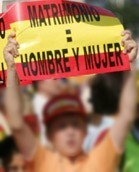 MATRIMONIO
=
HOMBRE Y MUJER